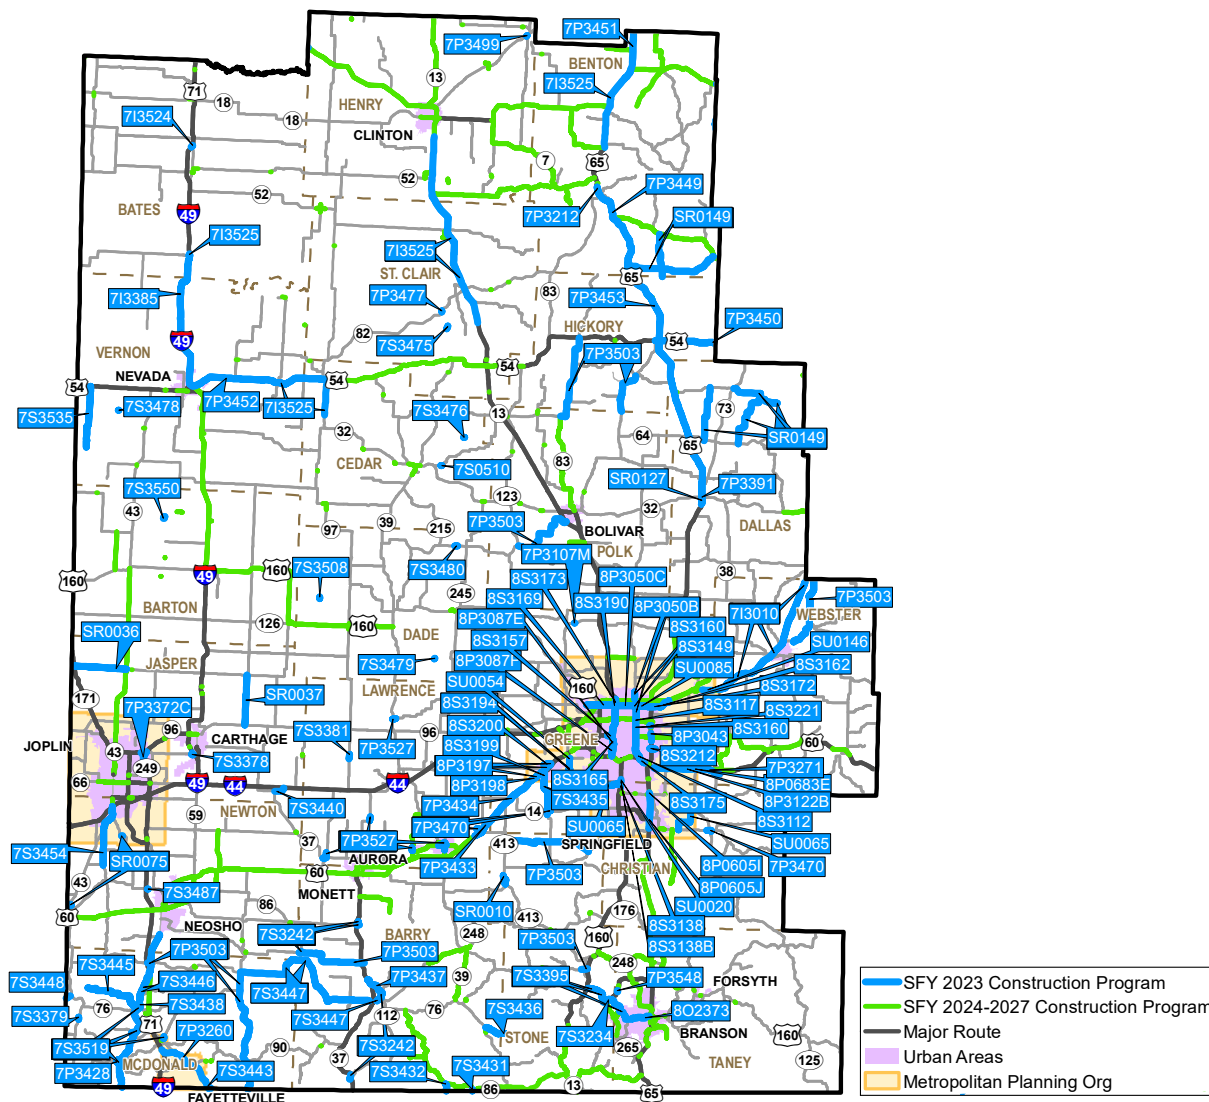 7P3451
7P3499
BENTON
13
7I3525
71
18
HENRY
18
7I3524
CLINTON
65
7
52
52
7P3449
BATES
7P3212
SR0149
49
7I3525
7I3525
ST. CLAIR
65
7I3385
7P3477
83
7P3453
7P3450
82
HICKORY
49
7S3475
54
VERNON
7P3503
54
NEVADA
54
54
7P3452
7I3525
7S3535
7S3478
7S3476
13
73
32
64
65
SR0149
CEDAR
83
7S0510
SR0127
7P3391
7S3550
123
43
32
97
39
215
7P3503
BOLIVAR
DALLAS
7P3107M
POLK
160
49
160
7S3508
7S3480
8S3173
8P3050C
38
245
8S3169
8S3190
8P3050B
7I3010
7P3503
BARTON
126
160
8P3087E
8S3160
WEBSTER
SR0036
DADE
8S3157
8S3149
SU0146
JASPER
7S3479
8P3087F
SU0085
8S3162
SU0054
8S3172
171
SR0037
LAWRENCE
160
8S3194
8S3117
7P3372C
8S3221
96
7S3381
8S3200
8P3043
8S3160
JOPLIN
CARTHAGE
7P3527
96
GREENE
60
43
8S3199
8S3212
249
7S3378
8P3197
7P3271
66
49
44
44
8P3198
8S3165
8P0683E
7S3440
7P3434
7S3435
8S3175
8P3122B
59
NEWTON
14
8S3112
37
7P3527
7P3470
SU0065
SU0065
7S3454
413
SPRINGFIELD
SR0075
AURORA
7P3433
7P3503
8P0605I
7P3470
60
CHRISTIAN
43
7S3487
MONETT
8P0605J
SR0010
SU0020
60
86
413
176
8S3138
NEOSHO
7S3242
BARRY
248
7P3503
160
8S3138B
7P3503
7P3503
7S3445
7S3448
7S3446
7P3437
39
7S3395
248
7P3548
FORSYTH
7S3447
76
7S3438
7S3436
7S3379
7S3447
112
76
8O2373
71
7P3260
STONE
7S3234
BRANSON
160
7S3519
7S3242
90
265
MCDONALD
37
TANEY
125
7P3428
7S3443
7S3432
7S3431
49
86
13
65
FAYETTEVILLE
SFY 2023 Construction Program
SFY 2024-2027 Construction Program
Major Route
Urban Areas
Metropolitan Planning Org